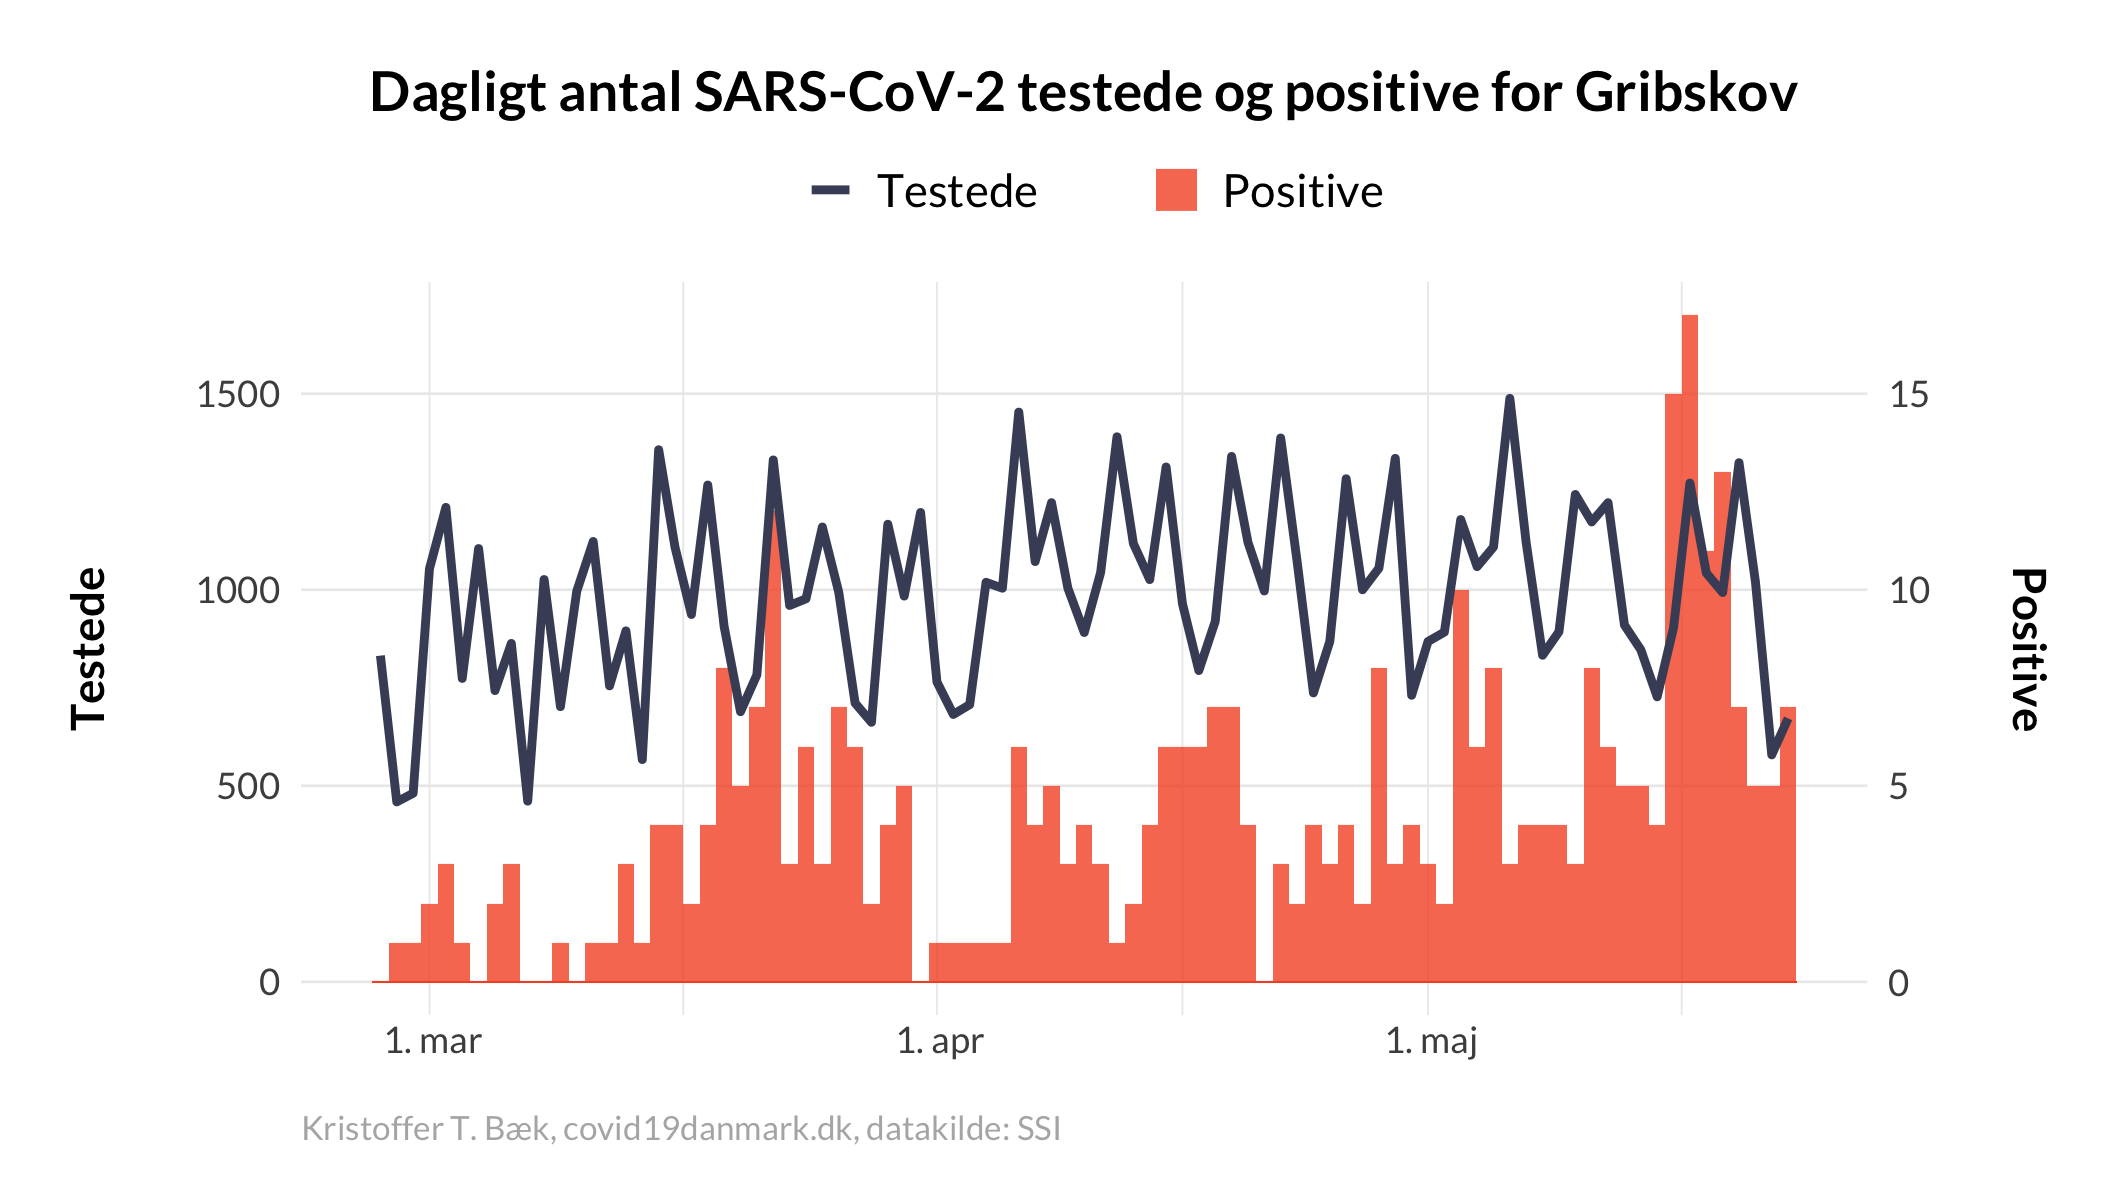 Dagligt antal SARS-CoV-2 testede og positive for Gribskov
Testede
Positive
1500
1000
500
0
Testede
15
10
5
0
Positive
1. mar
1. apr
1. maj
Kristoffer T. Bæk, covid19danmark.dk, datakilde: SSI